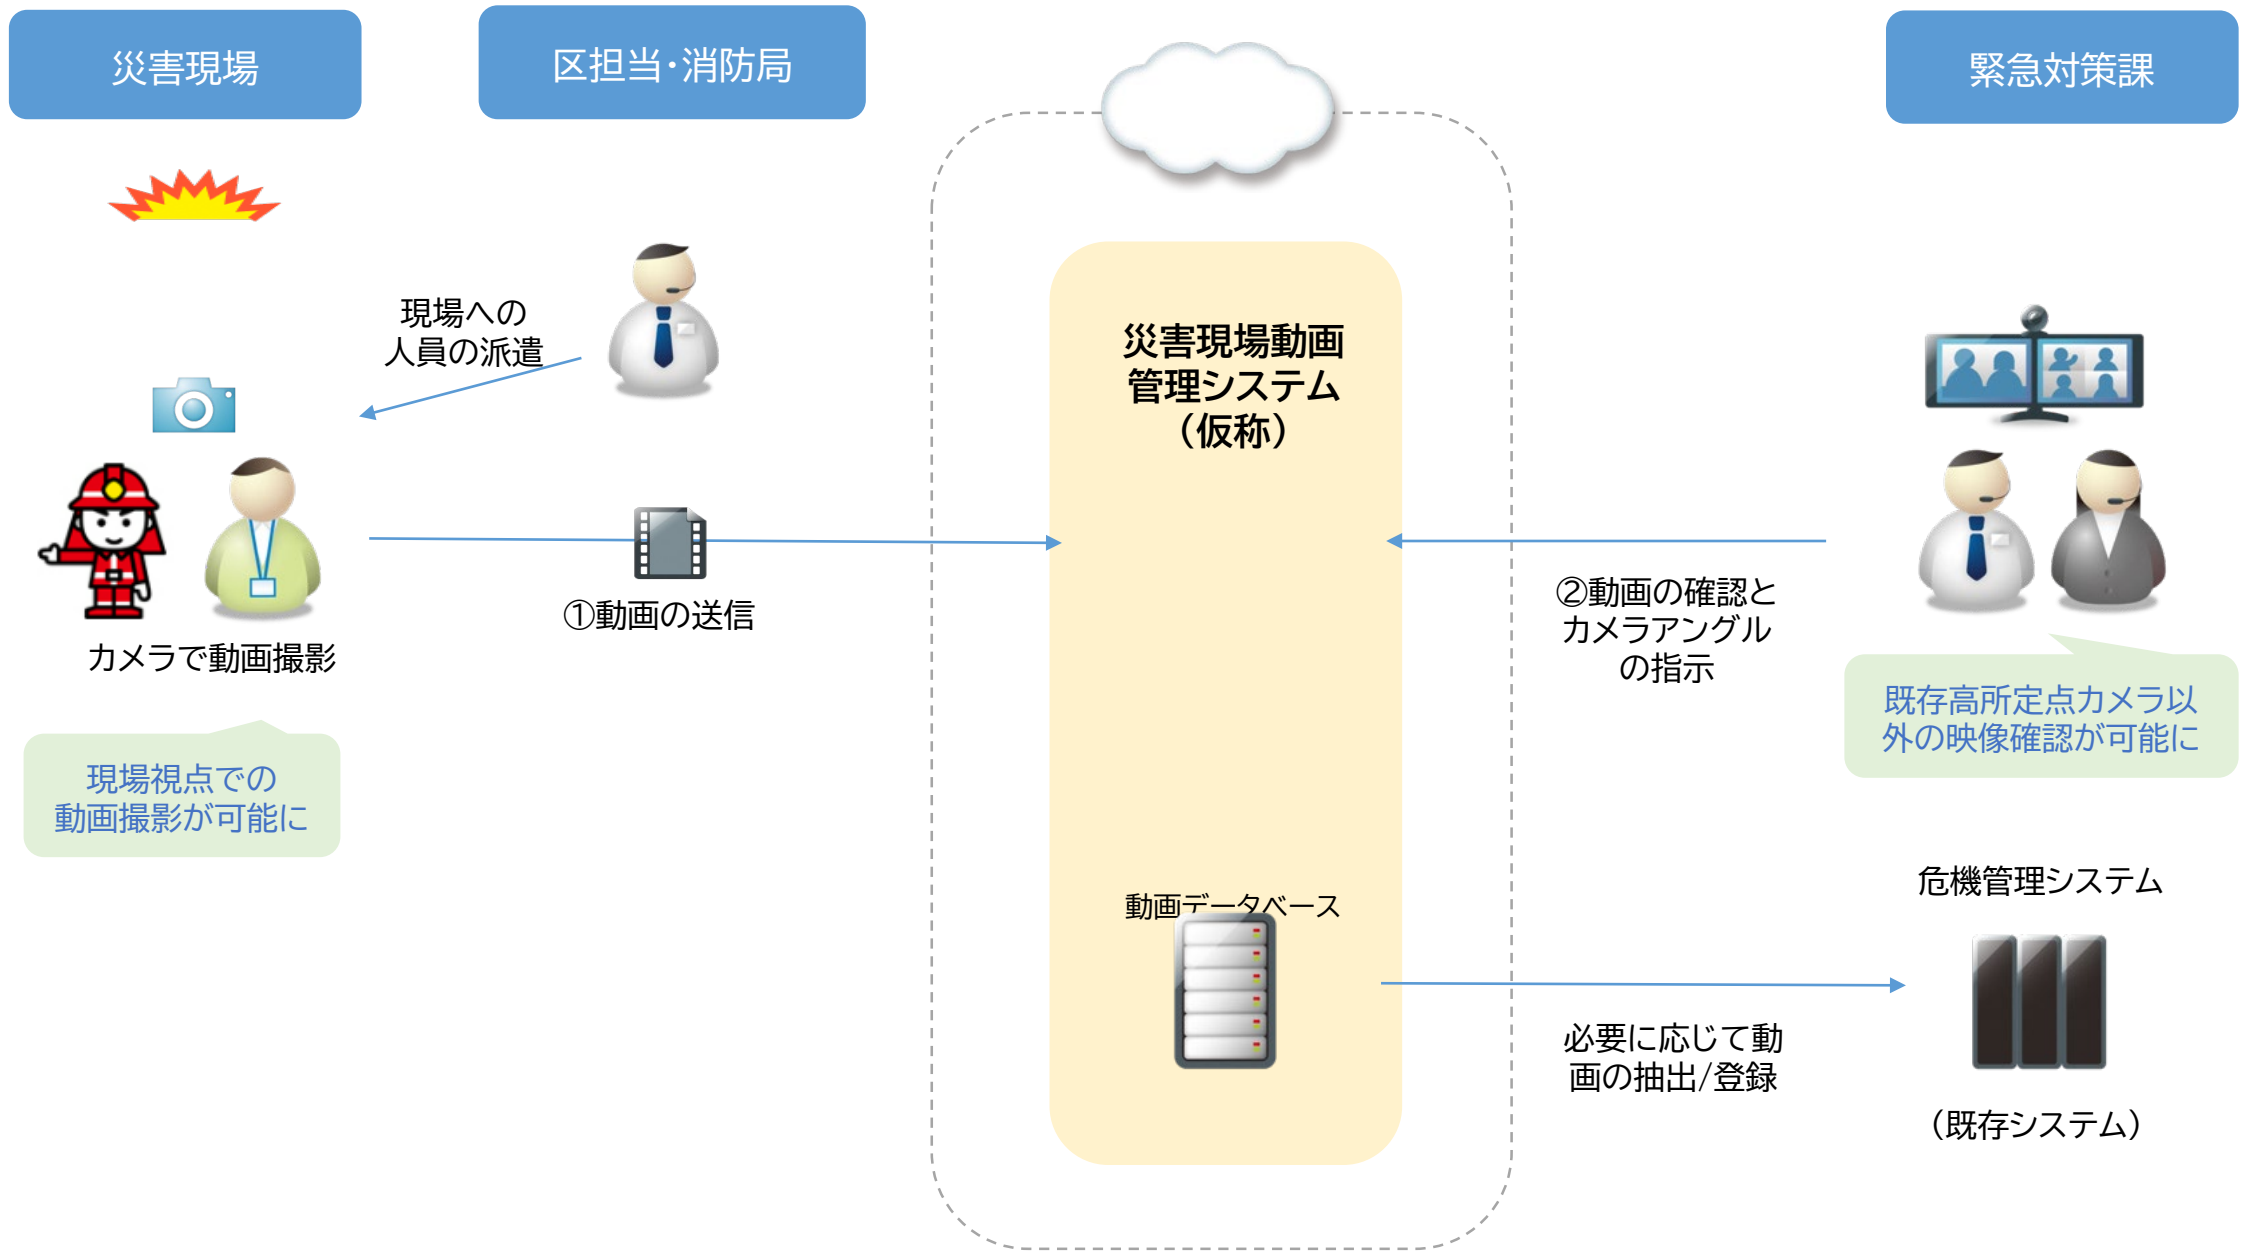 災害現場
区担当・消防局
緊急対策課
現場への
人員の派遣
災害現場動画
管理システム
（仮称）
①動画の送信
カメラで動画撮影
②動画の確認と
カメラアングル
の指示
既存高所定点カメラ以
外の映像確認が可能に
現場視点での
動画撮影が可能に
動画データベース
危機管理システム
必要に応じて動
画の抽出/登録
（既存システム）